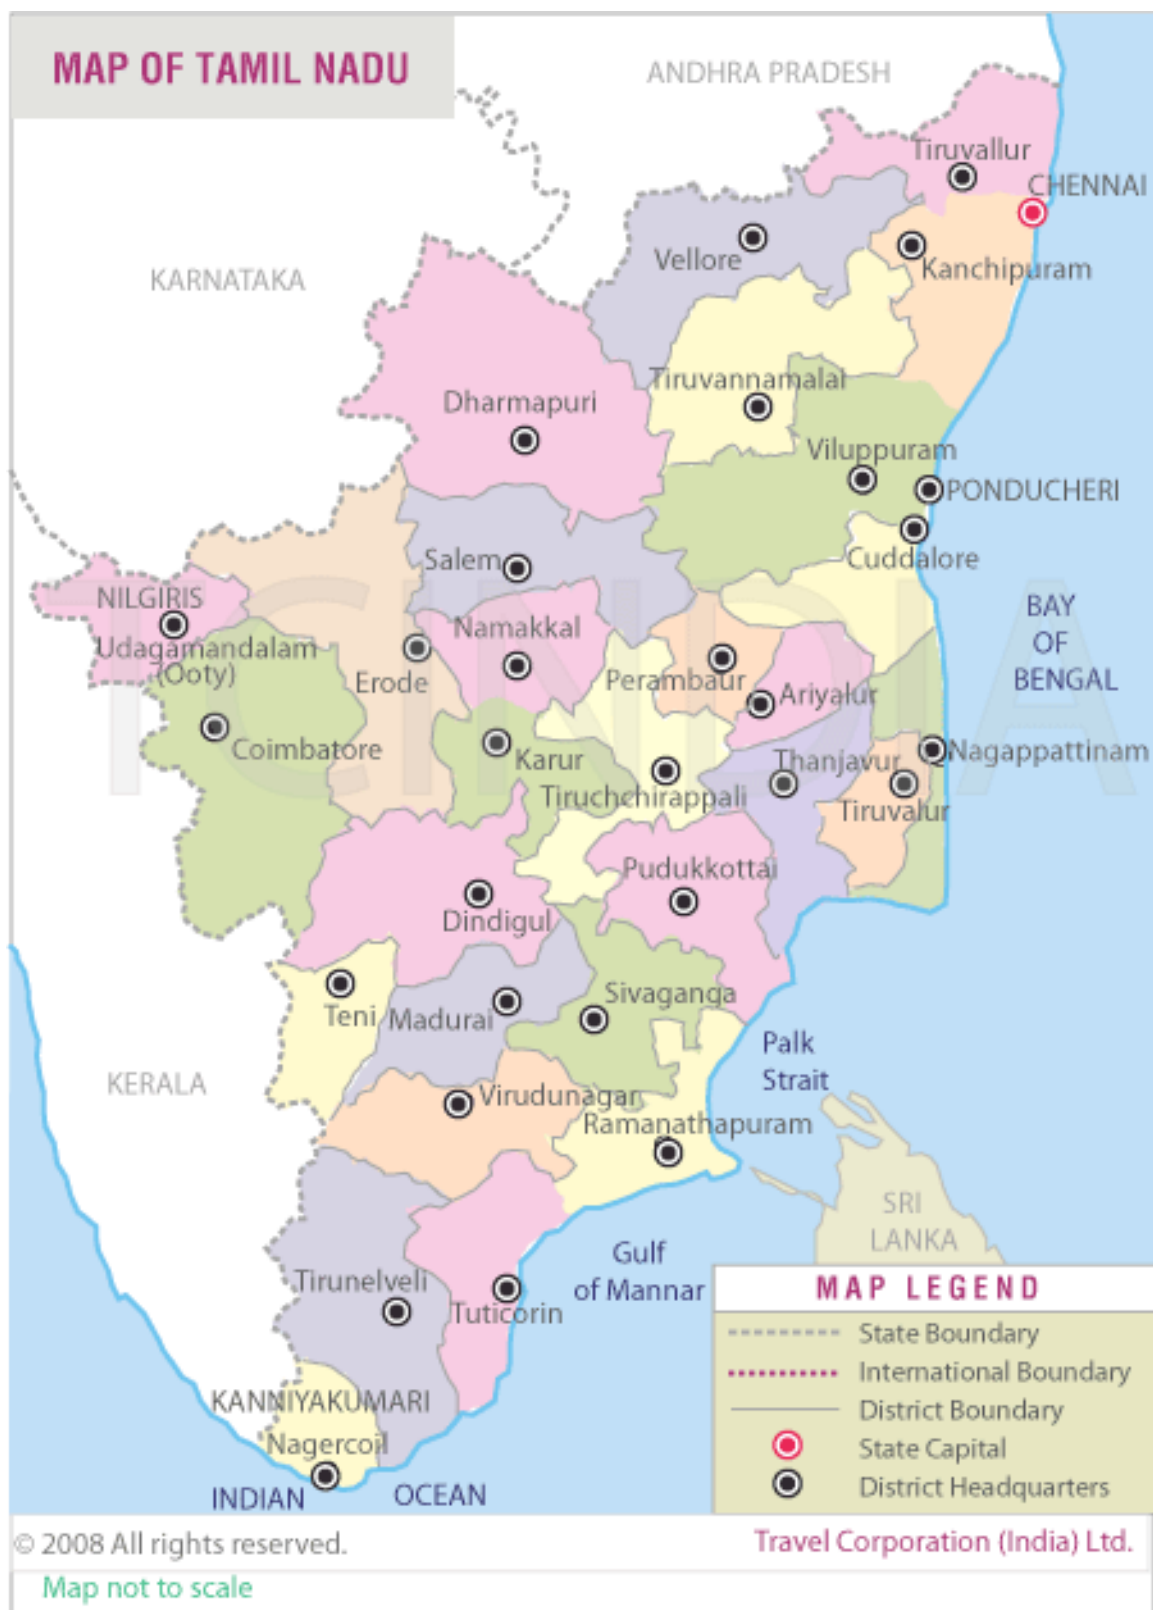 MAP OF TAMIL NADU
ANDHRA PRADESH
Tiruvallur
CHENNAI
Vellore
Kanchipuram
KARNATAKA
Tiruvannamalai
Dharmapuri
Viluppuram
PONDUCHERI
Cuddalore
Salem
NILGIRIS
Udagamandalam
(Ooty)
Namakkal
Erode
Perambaur
Ariyalur
BAY
OF
BENGAL
Coimbatore
Karur
Thanjavur
Nagappattinam
Tiruchchirappali
Tiruvalur
Pudukkottai
Dindigul
Teni
Madurai
Sivaganga
Palk
Strait
KERALA
Virudunagar
Ramanathapuram
SRI
LANKA
Gulf
of Mannar
Tirunelveli
Tuticorin
KANNIYAKUMARI
Nagercoil
INDIAN
OCEAN
MAP LEGEND
State Boundary
International Boundary
District Boundary
State Capital
District Headquarters
© 2008 All rights reserved.
Travel Corporation (India) Ltd.
Map not to scale
TCINDIA